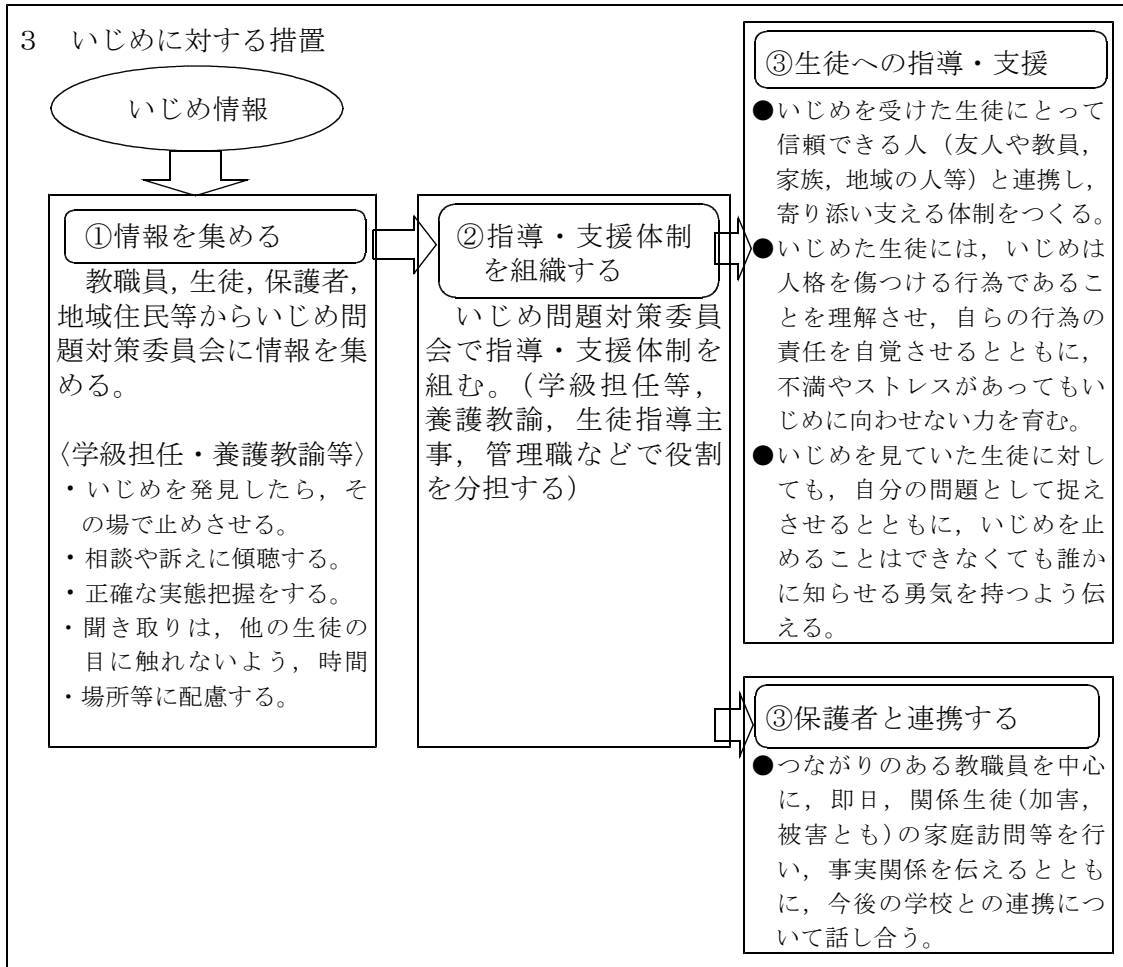 3 いじめに対する措置
いじめ情報
①情報を集める
教職員,生徒,保護者,
地域住民等からいじめ問
題対策委員会に情報を集
める。
〈学級担任・養護教諭等〉
・いじめを発見したら,そ
の場で止めさせる。
・相談や訴えに傾聴する。
・正確な実態把握をする。
・聞き取りは,他の生徒の
目に触れないよう,時間
・場所等に配慮する。
②指導・支援体制
を組織する
いじめ問題対策委員
会で指導・支援体制を
組む。(学級担任等,
養護教諭,生徒指導主
事,管理職などで役割
を分担する)
③生徒への指導・支援
●いじめを受けた生徒にとって
信頼できる人(友人や教員,
家族,地域の人等)と連携し,
寄り添い支える体制をつくる。
●いじめた生徒には,いじめは
人格を傷つける行為であるこ
とを理解させ,自らの行為の
責任を自覚させるとともに,
不満やストレスがあってもい
じめに向わせない力を育む。
●いじめを見ていた生徒に対し
ても,自分の問題として捉え
させるとともに,いじめを止
めることはできなくても誰か
に知らせる勇気を持つよう伝
える。
③保護者と連携する
●つながりのある教職員を中心
に,即日,関係生徒(加害,
被害とも)の家庭訪問等を行
い,事実関係を伝えるととも
に,今後の学校との連携につ
いて話し合う。